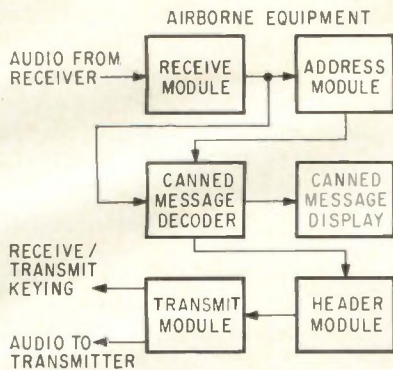 AIRBORNE EQUIPMENT
AUDIO FROM
RECEIVER
RECEIVE
MODULE
ADDRESS
MODULE
CANNED
MESSAGE
DECODER
CANNED
MESSAGE
DISPLAY
RECEIVE/
TRANSMIT
KEYING
AUDIO TO
TRANSMITTER
TRANSMIT
MODULE
HEADER
MODULE